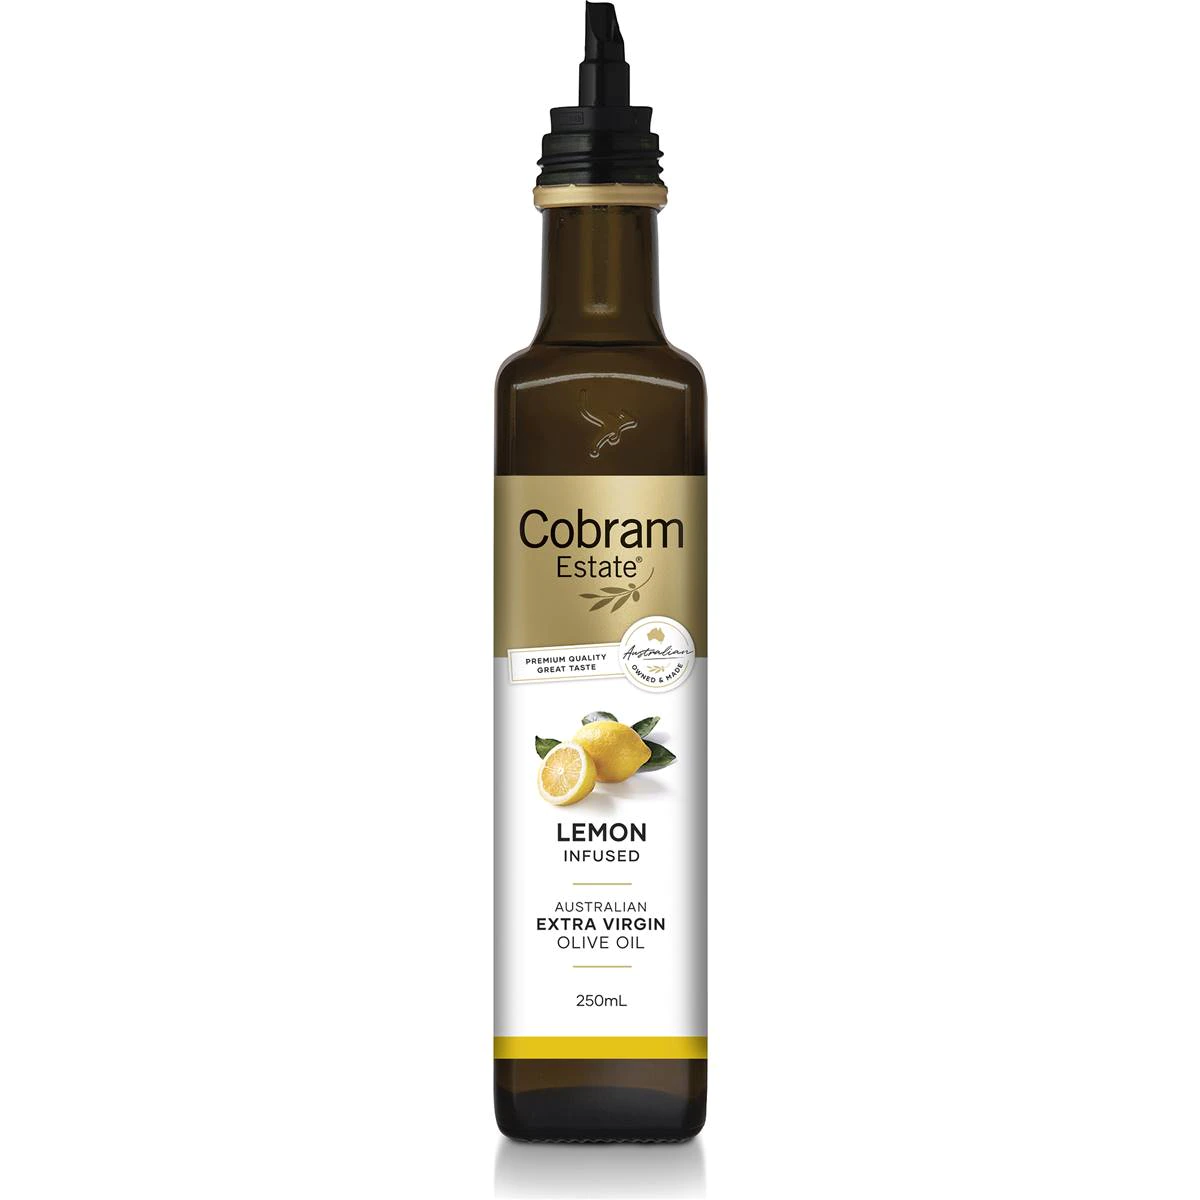 Cobram
Estate®
PREMIUM QUALITY
GREAT TASTE
Australian
OWNED & MADE
LEMON
INFUSED
AUSTRALIAN
EXTRA VIRGIN
OLIVE OIL
250mL